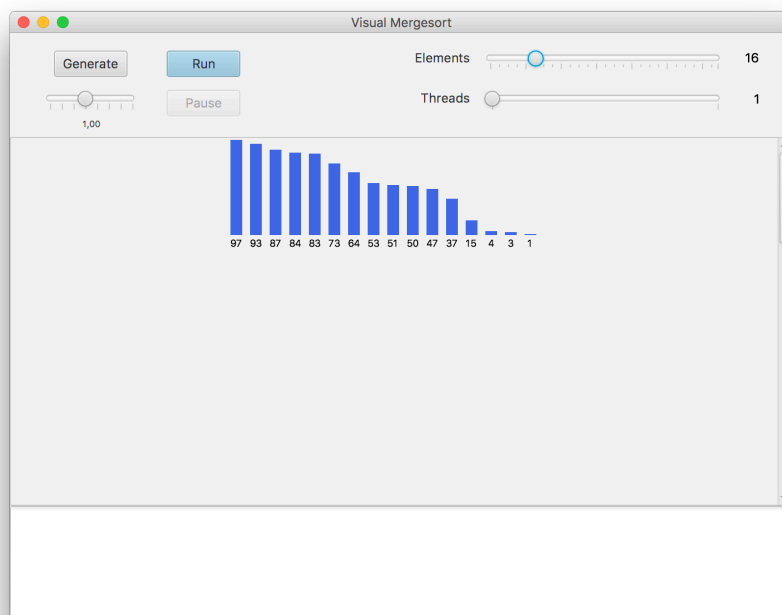 Visual Mergesort
Generate Run Elements 16
Pause Threads 1
1,00
97 93 87 84 83 73 64 53 51 50 47 37 15 4 3 1